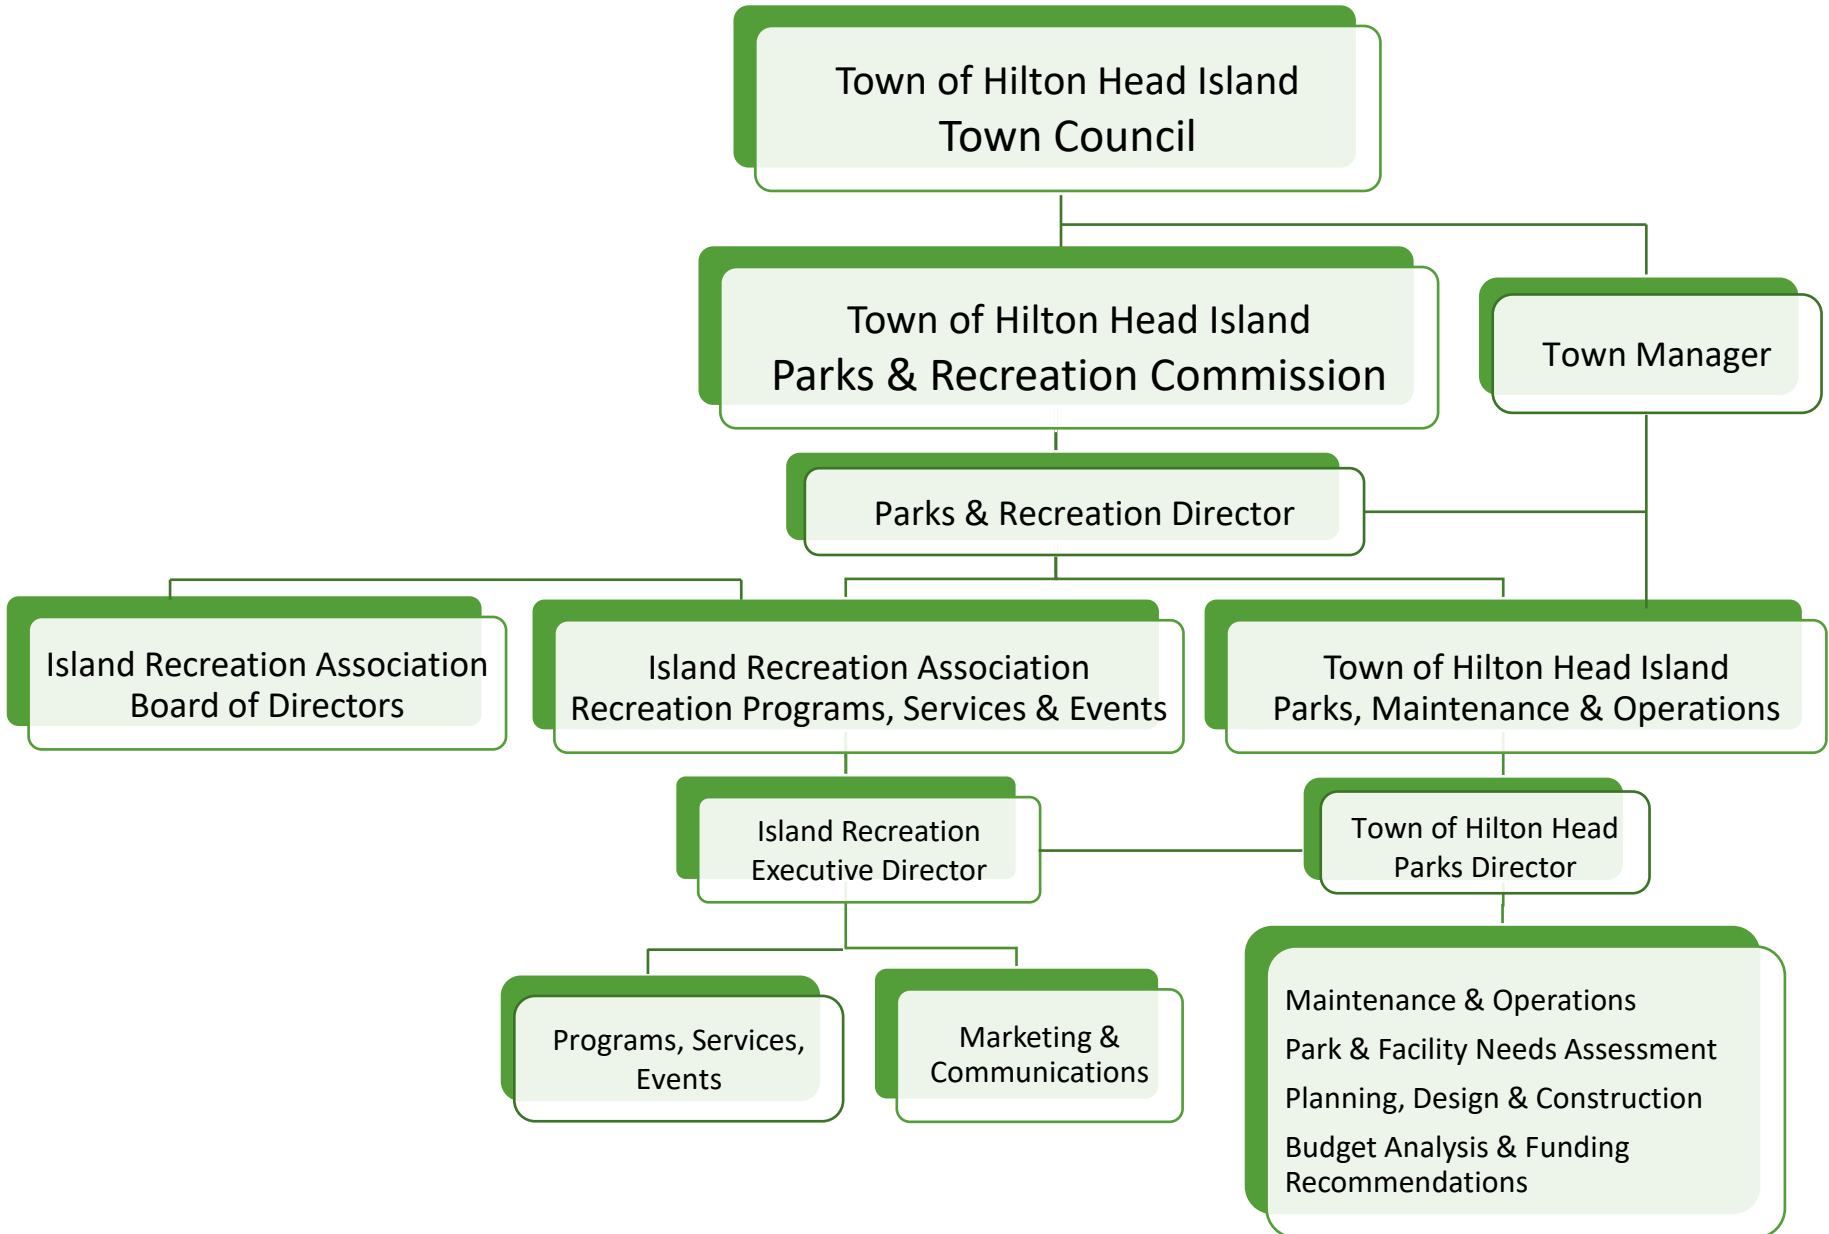 Town of Hilton Head Island
Town Council
Town of Hilton Head Island
Parks & Recreation Commission
Town Manager
Parks & Recreation Director
Island Recreation Association
Board of Directors
Island Recreation Association
Recreation Programs, Services & Events
Town of Hilton Head Island
Parks, Maintenance & Operations
Island Recreation
Executive Director
Town of Hilton Head
Parks Director
Programs, Services,
Events
Marketing &
Communications
Maintenance & Operations
Park & Facility Needs Assessment
Planning, Design & Construction
Budget Analysis & Funding
Recommendations